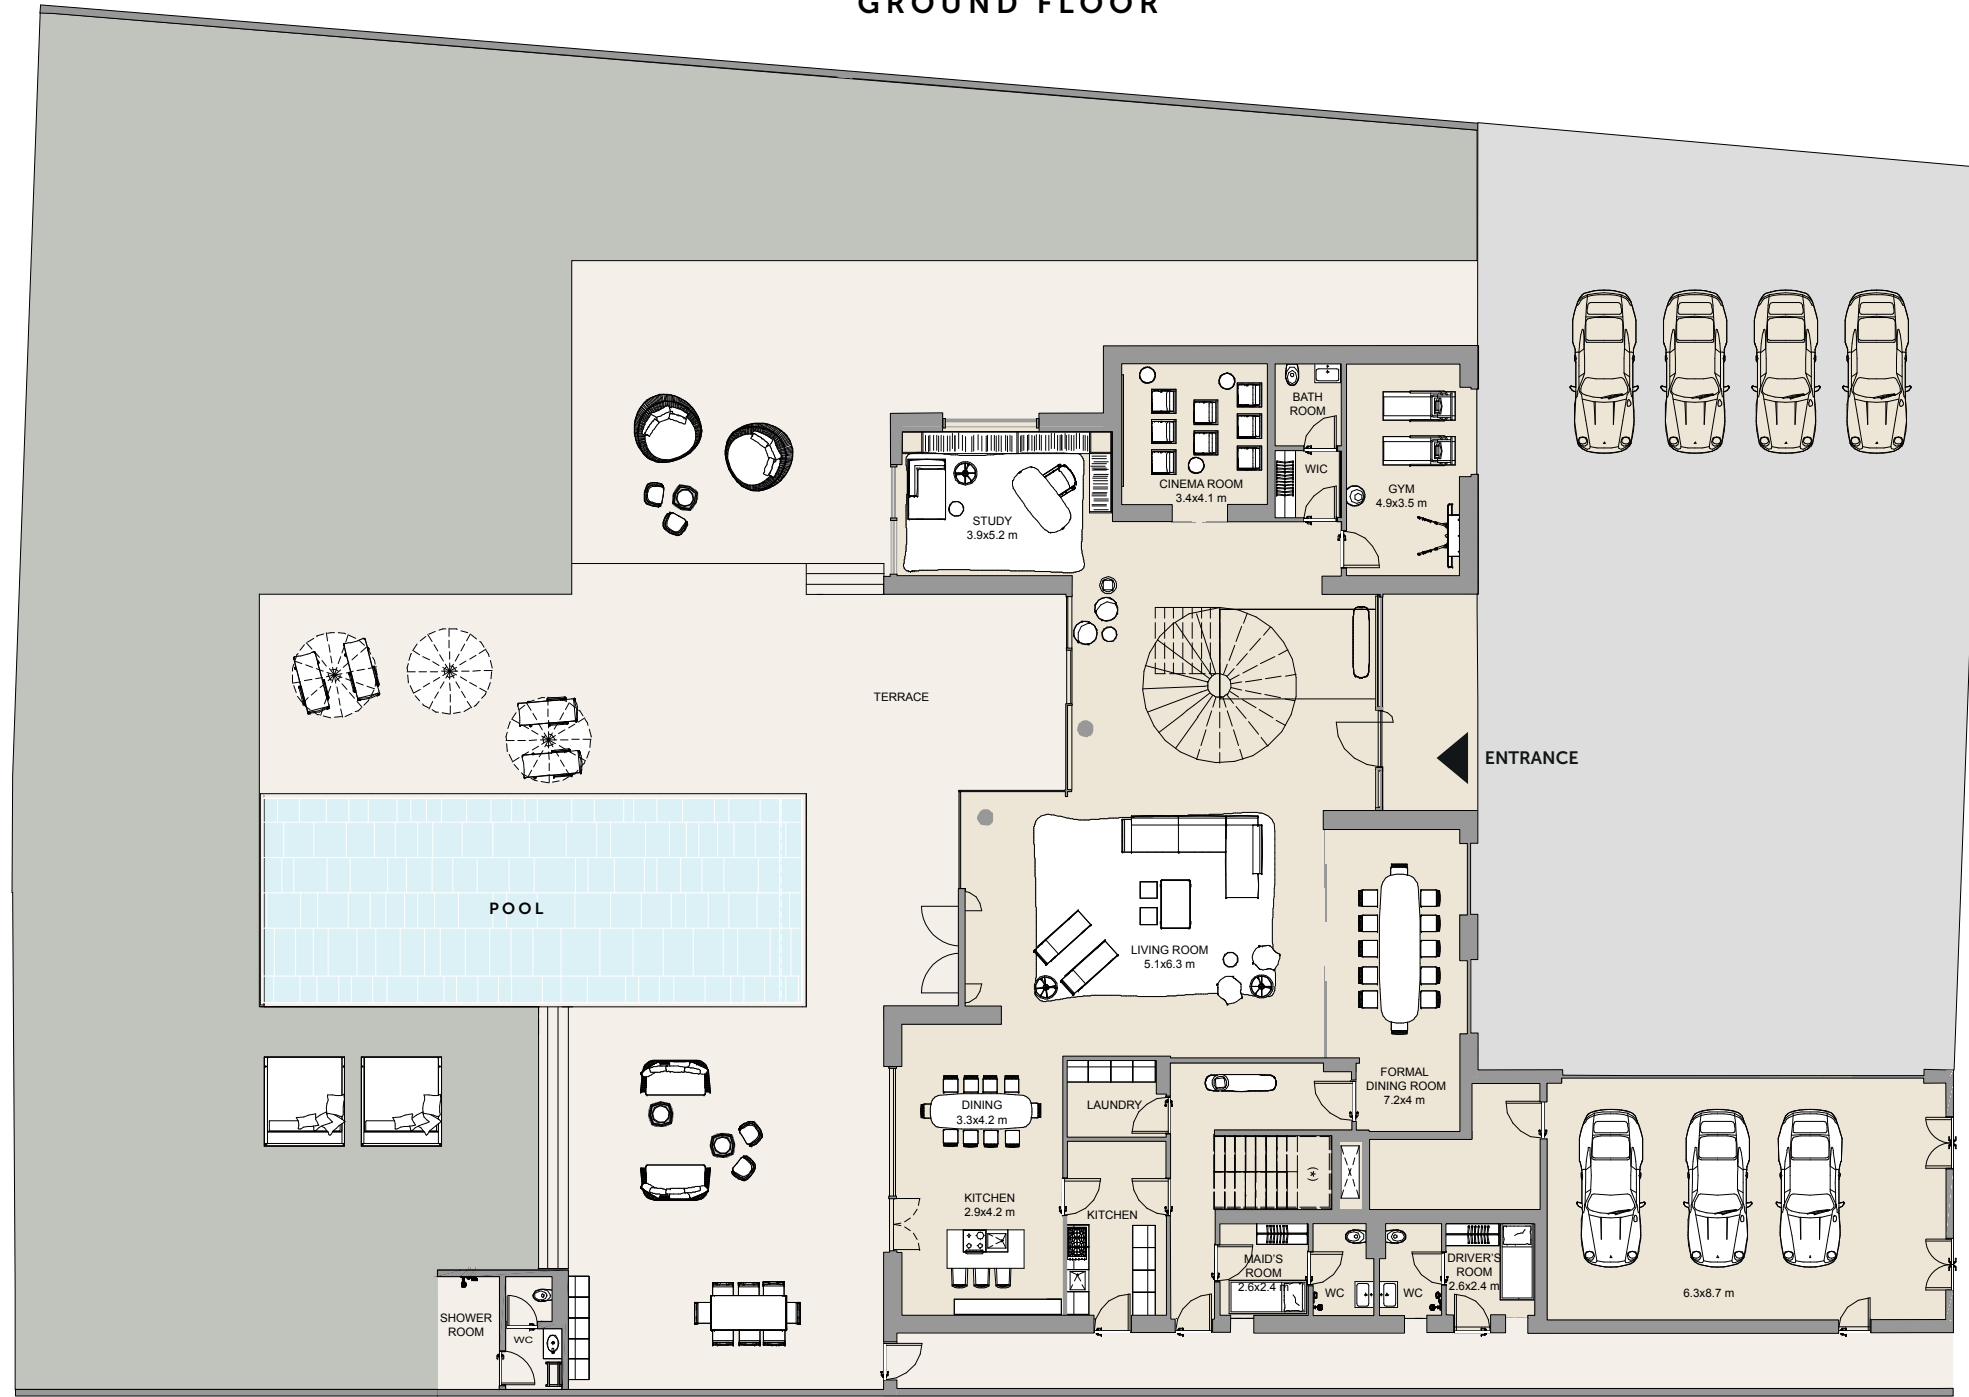 GROUND FLOOR
BATH
ROOM
WIC
CINEMA ROOM
3.4x4.1 m
GYM
4.9x3.5 m
STUDY
3.9x5.2 m
TERRACE
ENTRANCE
POOL
LIVING ROOM
5.1x6.3 m
FORMAL
DINING ROOM
7.2x4 m
DINING
3.3x4.2 m
LAUNDRY
(*)
KITCHEN
2.9x4.2 m
KITCHEN
MAID'S
ROOM
2.6x2.4 m
WC
WC
DRIVER'S
ROOM
2.6x2.4 m
6.3x8.7 m
SHOWER
ROOM
WC